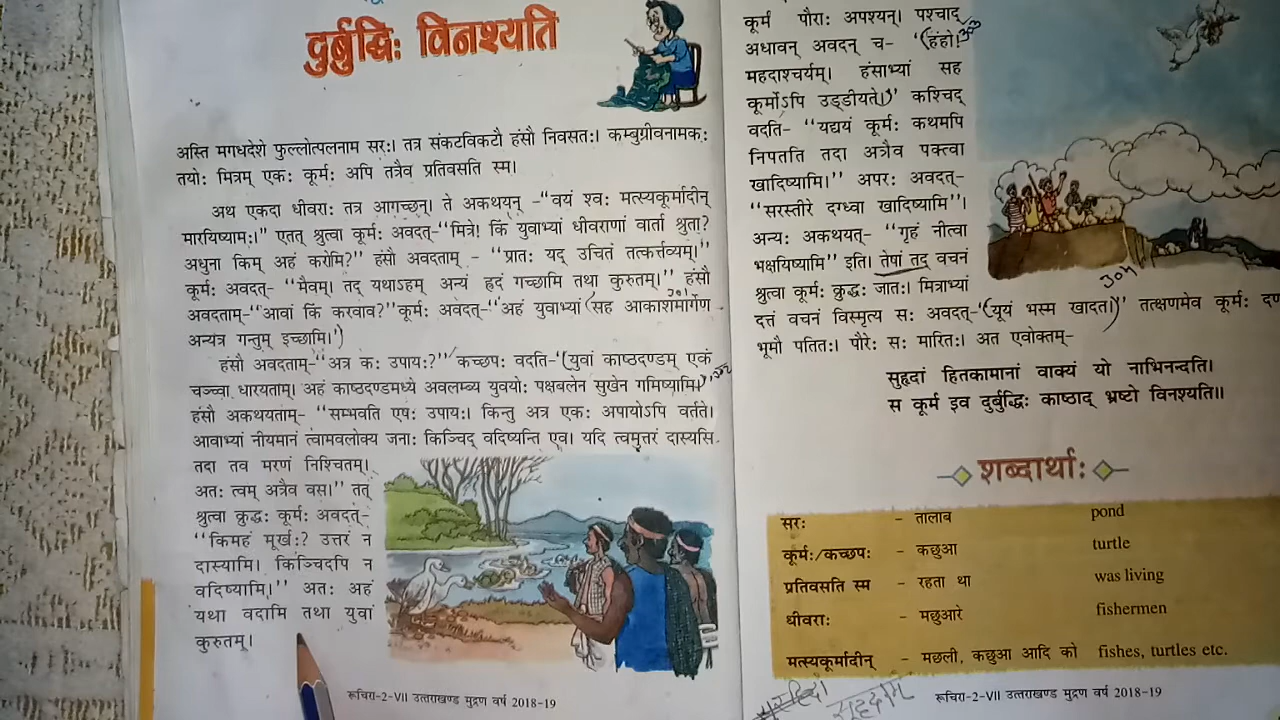 दुर्बुद्धिः विनश्यति
अस्ति मगधदेशे फुल्लोत्पलनाम सरः। तत्र संकटविकटौ हंसौ निवसतः। कम्बुग्रीवनामकः
तयोः मित्रम् एकः कूर्मः अपि तत्रैव प्रतिवसति स्म।
अथ एकदा धीवराः तत्र आगच्छन्। ते अकथयन् -"वयं श्वः मत्स्यकूर्मादीन्
मारयिष्यामः।" एतत् श्रुत्वा कूर्मः अवदत्-"मित्रे! किं युवाभ्यां धीवराणां वार्ता श्रुता?
अधुना किम् अहं करोमि?" हंसौ अवदताम् - "प्रातः यद् उचितं तत्कर्त्तव्यम्।"
कूर्मः अवदत्- "मैवम्। तद् यथाऽहम् अन्यं ह्रदं गच्छामि तथा कुरुतम्।" हंसौ
अवदताम्-"आवां किं करवाव?"कूर्मः अवदत्-"अहं युवाभ्यां (सह आकाशमार्गेण
अन्यत्र गन्तुम् इच्छामि।')
हंसौ अवदताम्-"अत्र कः उपायः?" कच्छपः वदति-'(युवां काष्ठदण्डम् एकं
चञ्च्वा धारयताम्। अहं काष्ठदण्डमध्ये अवलम्ब्य युवयोः पक्षबलेन सुखेन गमिष्यामि।)"
हंसौ अकथयताम्- "सम्भवति एषः उपायः। किन्तु अत्र एकः अपायोऽपि वर्तते।
आवाभ्यां नीयमानं त्वामवलोक्य जनाः किञ्चिद् वदिष्यन्ति एव। यदि त्वमुत्तरं दास्यसि
तदा तव मरणं निश्चितम्।
अतः त्वम् अत्रैव वस।" तत्
श्रुत्वा क्रुद्धः कूर्मः अवदत्-
"किमहं मूर्खः? उत्तरं न
दास्यामि। किञ्चिदपि न
वदिष्यामि।" अतः अहं
यथा वदामि तथा युवां
कुरुतम्।
रूचिरा-2-VII उत्तराखण्ड मुद्रण वर्ष 2018-19
कूर्मं पौराः अपश्यन्। पश्चाद्
अधावन् अवदन् च- '(हंहो!
महदाश्चर्यम्। हंसाभ्यां सह
कूर्मोऽपि उड्डीयते।)' कश्चिद्
वदति- "यद्ययं कूर्मः कथमपि
निपतति तदा अत्रैव पक्त्वा
खादिष्यामि।" अपरः अवदत्-
"सरस्तीरे दग्ध्वा खादिष्यामि"।
अन्यः अकथयत्- "गृहं नीत्वा
भक्षयिष्यामि" इति। तेषां तद् वचनं
श्रुत्वा कूर्मः क्रुद्धः जातः। मित्राभ्यां
दत्तं वचनं विस्मृत्य सः अवदत्-'(यूयं भस्म खादत।)" तत्क्षणमेव कूर्मः
भूमौ पतितः। पौरैः सः मारितः। अत एवोक्तम्-
सुहृदां हितकामानां वाक्यं यो नाभिनन्दति।
स कूर्म इव दुर्बुद्धिः काष्ठाद् भ्रष्टो विनश्यति॥
शब्दार्थाः
सरः - तालाब pond
कूर्मः/कच्छपः - कछुआ turtle
प्रतिवसति स्म - रहता था was living
धीवराः - मछुआरे fishermen
मत्स्यकूर्मादीन् - मछली, कछुआ आदि को fishes, turtles etc.
रूचिरा-2-VII उत्तराखण्ड मुद्रण वर्ष 2018-19